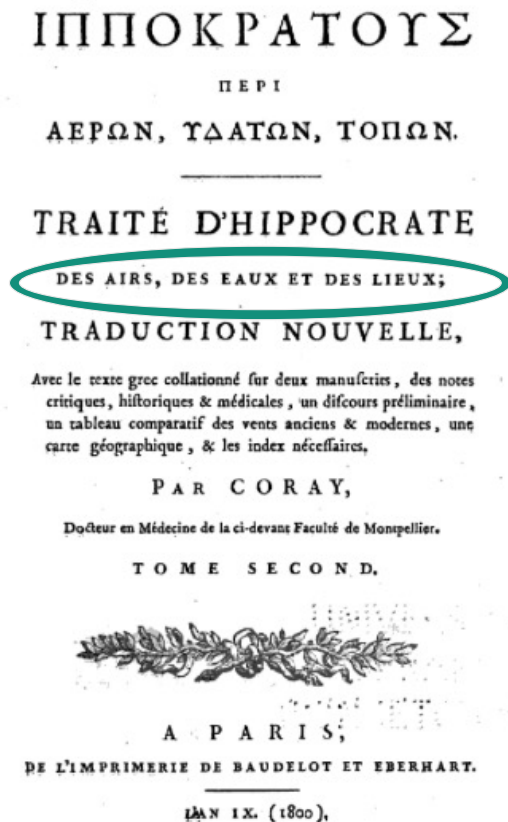 ΙΠΠΟΚΡΑΤΟΥΣ
ΠΕΡΙ
ΑΕΡΩΝ, ΥΔΑΤΩΝ, ΤΟΠΩΝ.
TRAITÉ D'HIPPOCRATE
DES AIRS, DES EAUX ET DES LIEUX;
TRADUCTION NOUVELLE,
Avec le texte grec collationné ſur deux manuſcrits, des notes
critiques, hiſtoriques & médicales, un diſcours préliminaire,
un tableau comparatif des vents anciens & modernes, une
carte géographique, & les index néceſſaires.
PAR CORAY,
Docteur en Médecine de la ci-devant Faculté de Montpellier.
TOME SECOND.
A PARIS,
DE L'IMPRIMERIE DE BAUDELOT ET EBERHART.
L'AN IX. (1800).